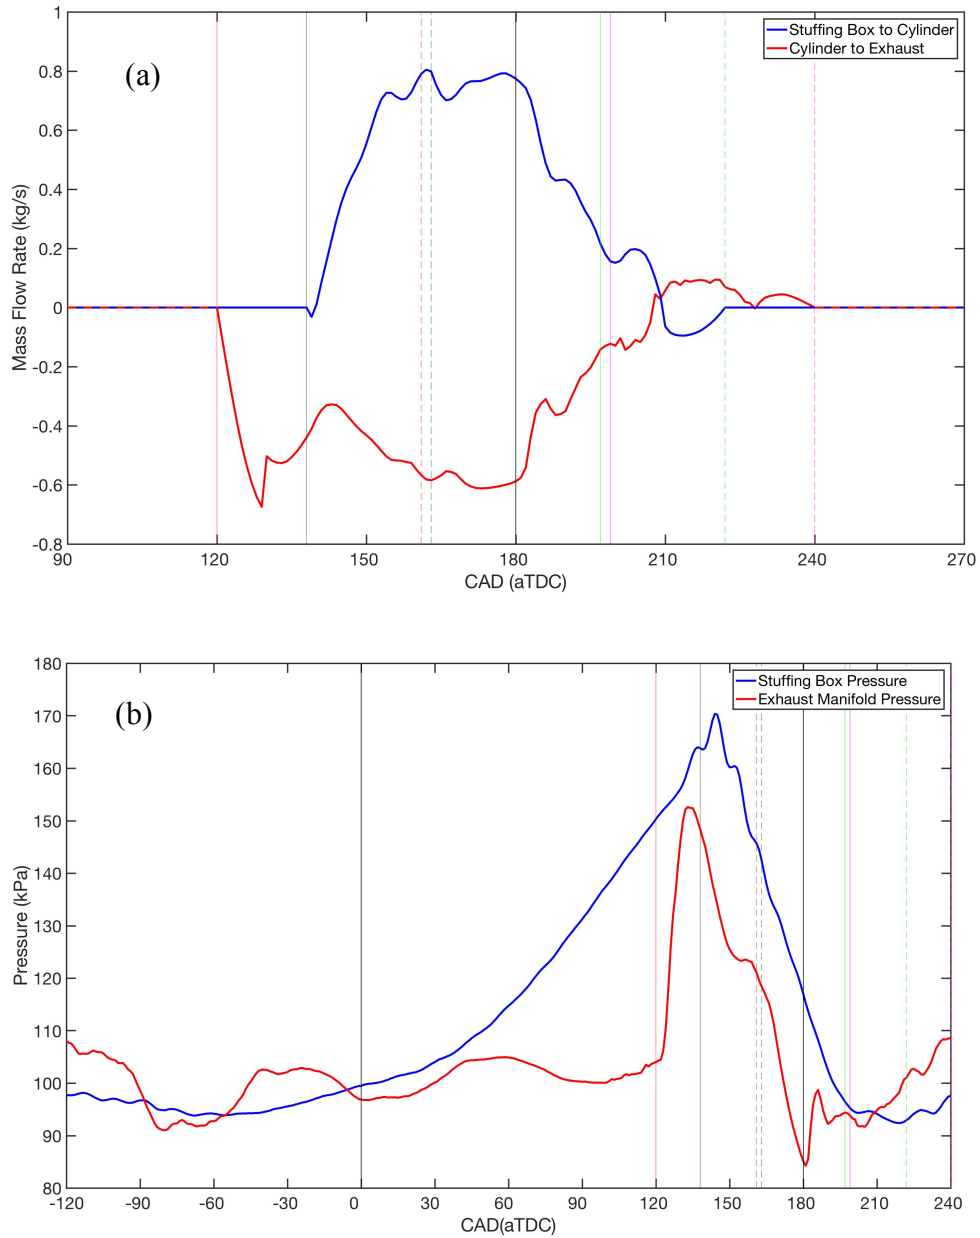 1
Stuffing Box to Cylinder
Cylinder to Exhaust
(a)
0.8
0.6
0.4
0.2
0
-0.2
-0.4
-0.6
-0.8
Mass Flow Rate (kg/s)
90 120 150 180 210 240 270
CAD (aTDC)
180
Stuffing Box Pressure
Exhaust Manifold Pressure
(b)
170
160
150
140
130
120
110
100
90
80
Pressure (kPa)
-120 -90 -60 -30 0 30 60 90 120 150 180 210 240
CAD(aTDC)